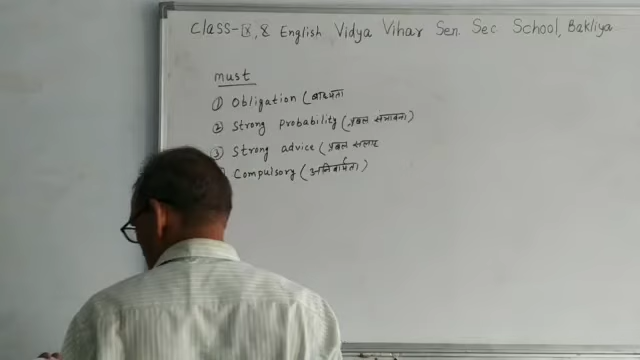 Class-8, & English Vidya Vihar Sen. Sec School, Bakliya
must
① Obligation (बाध्यता
② Strong Probability (प्रबल संभावना)
③ Strong advice (प्रबल सलाह
Compulsory (अनिवार्यता)